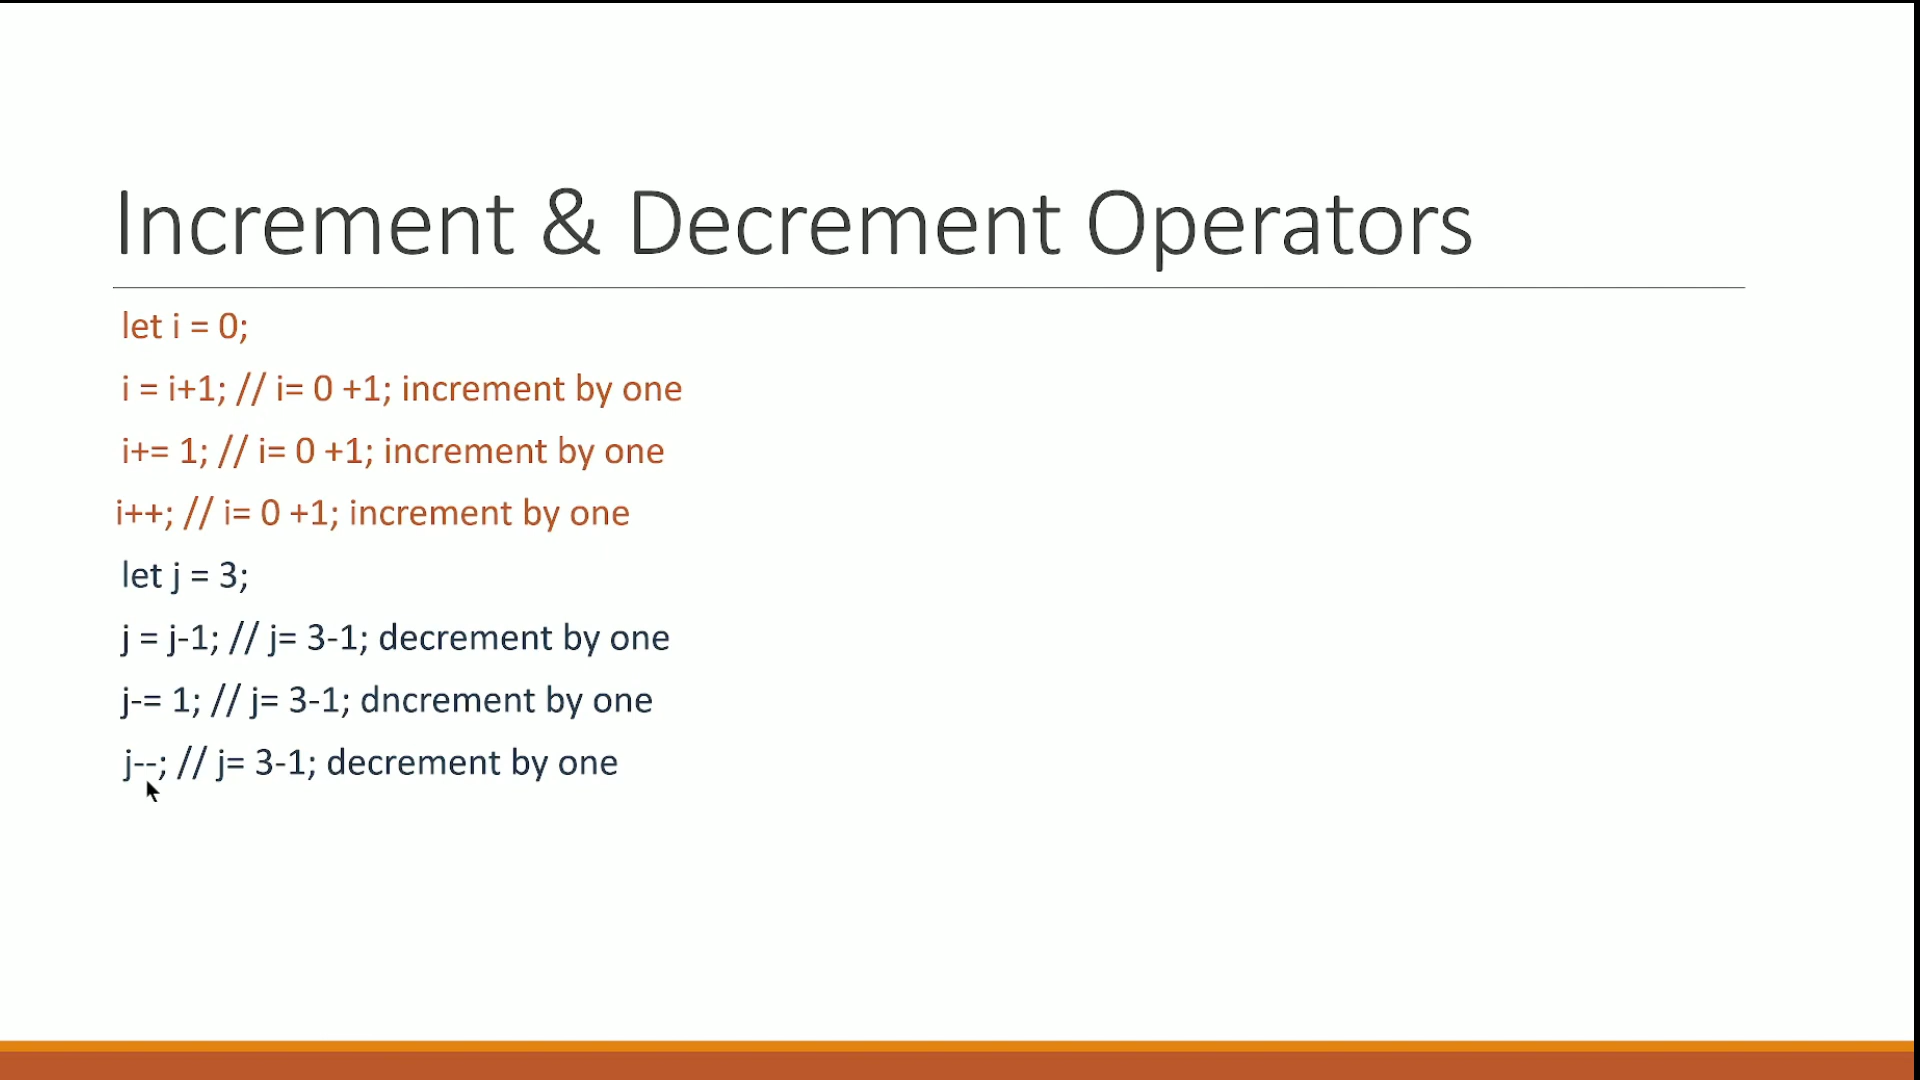 Increment & Decrement Operators
let i = 0;
i = i+1; // i= 0 +1; increment by one
i+= 1; // i= 0 +1; increment by one
i++; // i= 0 +1; increment by one
let j = 3;
j = j-1; // j= 3-1; decrement by one
j-= 1; // j= 3-1; dncrement by one
j--; // j= 3-1; decrement by one